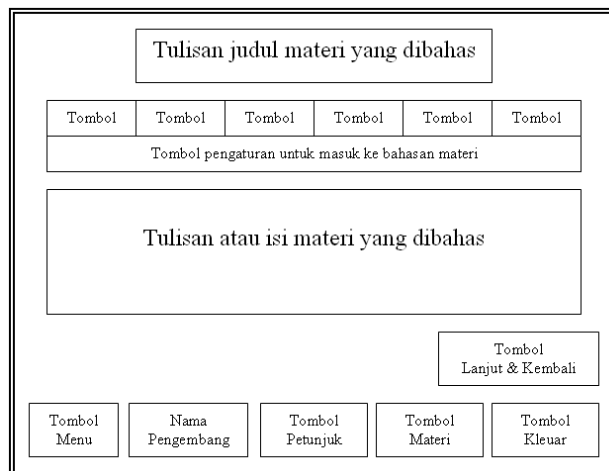 Tulisan judul materi yang dibahas
Tombol Tombol Tombol Tombol Tombol Tombol
Tombol pengaturan untuk masuk ke bahasan materi
Tulisan atau isi materi yang dibahas
Tombol
Lanjut & Kembali
Tombol
Menu
Nama
Pengembang
Tombol
Petunjuk
Tombol
Materi
Tombol
Kleuar